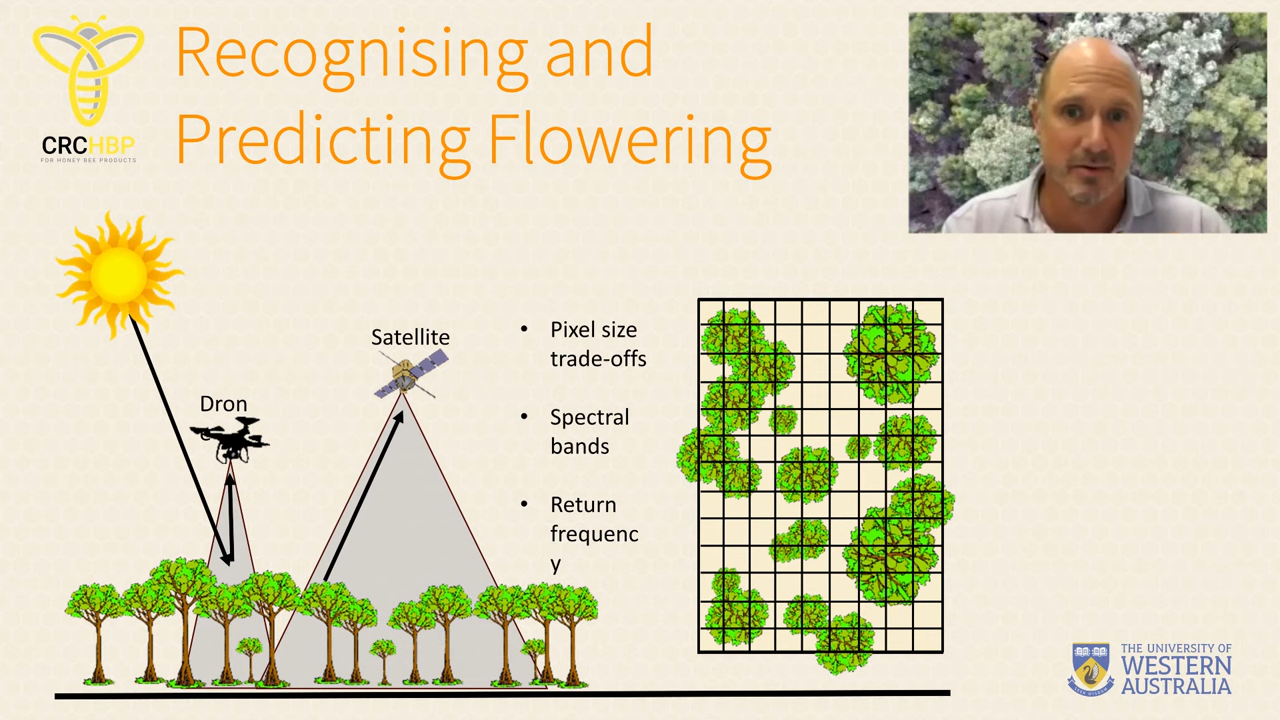 Recognising and
Predicting Flowering
CRCHBP
FOR HONEY BEE PRODUCTS
Satellite
Dron
• Pixel size
trade-offs
• Spectral
bands
• Return
frequenc
y
THE UNIVERSITY OF
WESTERN
AUSTRALIA